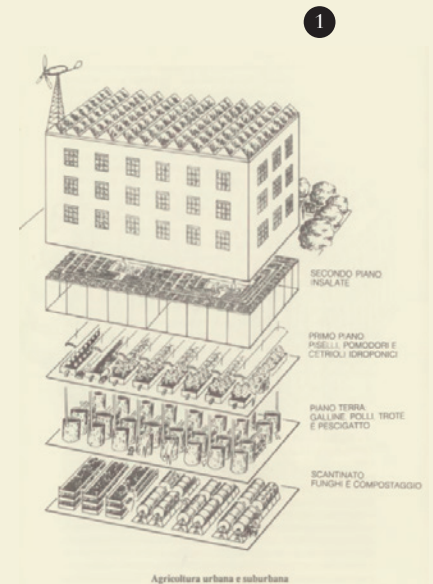 1
SECONDO PIANO
INSALATE
PRIMO PIANO
PISELLI, POMODORI E
CETRIOLI IDROPONICI
PIANO TERRA:
GALLINE, POLLI, TROTE
E PESCIGATTO
SCANTINATO
FUNGHI E COMPOSTAGGIO
Agricoltura urbana e suburbana